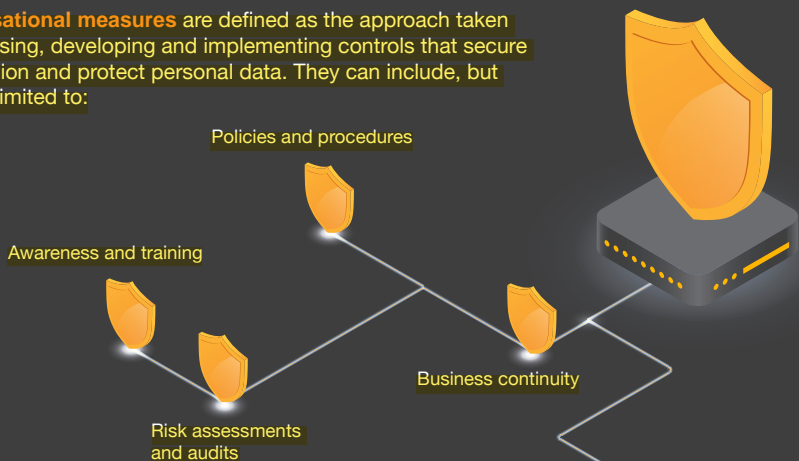 sational measures are defined as the approach taken
sing, developing and implementing controls that secure
ion and protect personal data. They can include, but
limited to:
Policies and procedures
Awareness and training
Business continuity
Risk assessments
and audits